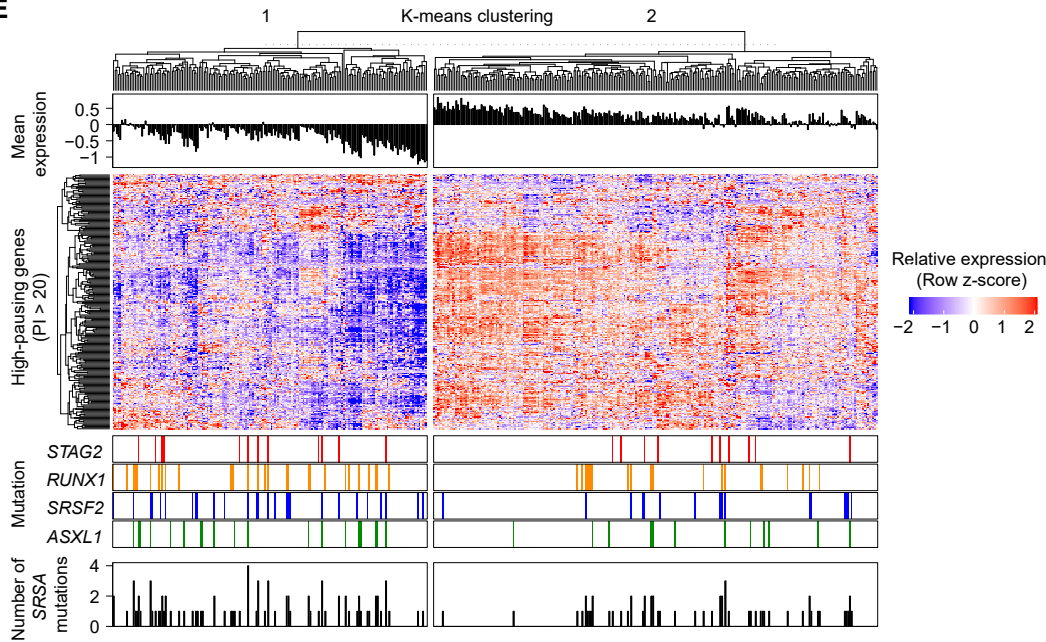 E
1 K-means clustering 2
Mean
expression
0.5
0
−0.5
−1
High-pausing genes
(PI > 20)
Relative expression
(Row z-score)
−2 −1 0 1 2
Mutation
STAG2
RUNX1
SRSF2
ASXL1
Number of
SRSA
mutations
4
2
0